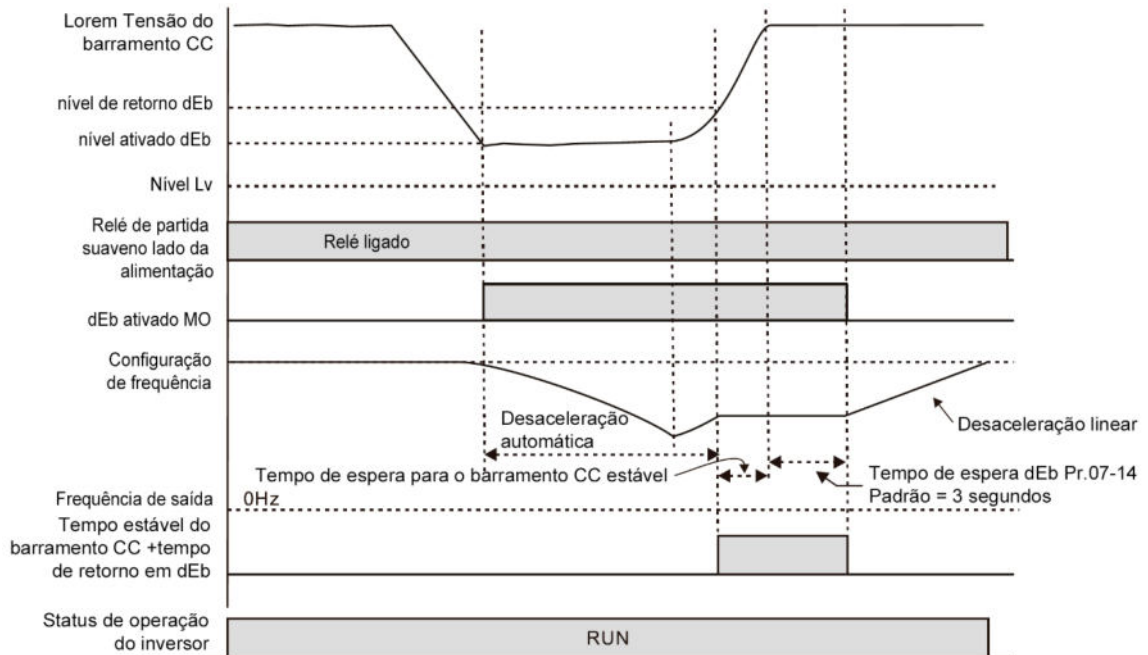 Lorem Tensão do
barramento CC
nível de retorno dEb
nível ativado dEb
Nível Lv
Relé de partida
suaveno lado da
alimentação
Relé ligado
dEb ativado MO
Configuração
de frequência
Desaceleração
automática
Desaceleração linear
Tempo de espera para o barramento CC estável
Tempo de espera dEb Pr.07-14
Padrão = 3 segundos
Frequência de saída
0Hz
Tempo estável do
barramento CC +tempo
de retorno em dEb
Status de operação
do inversor
RUN